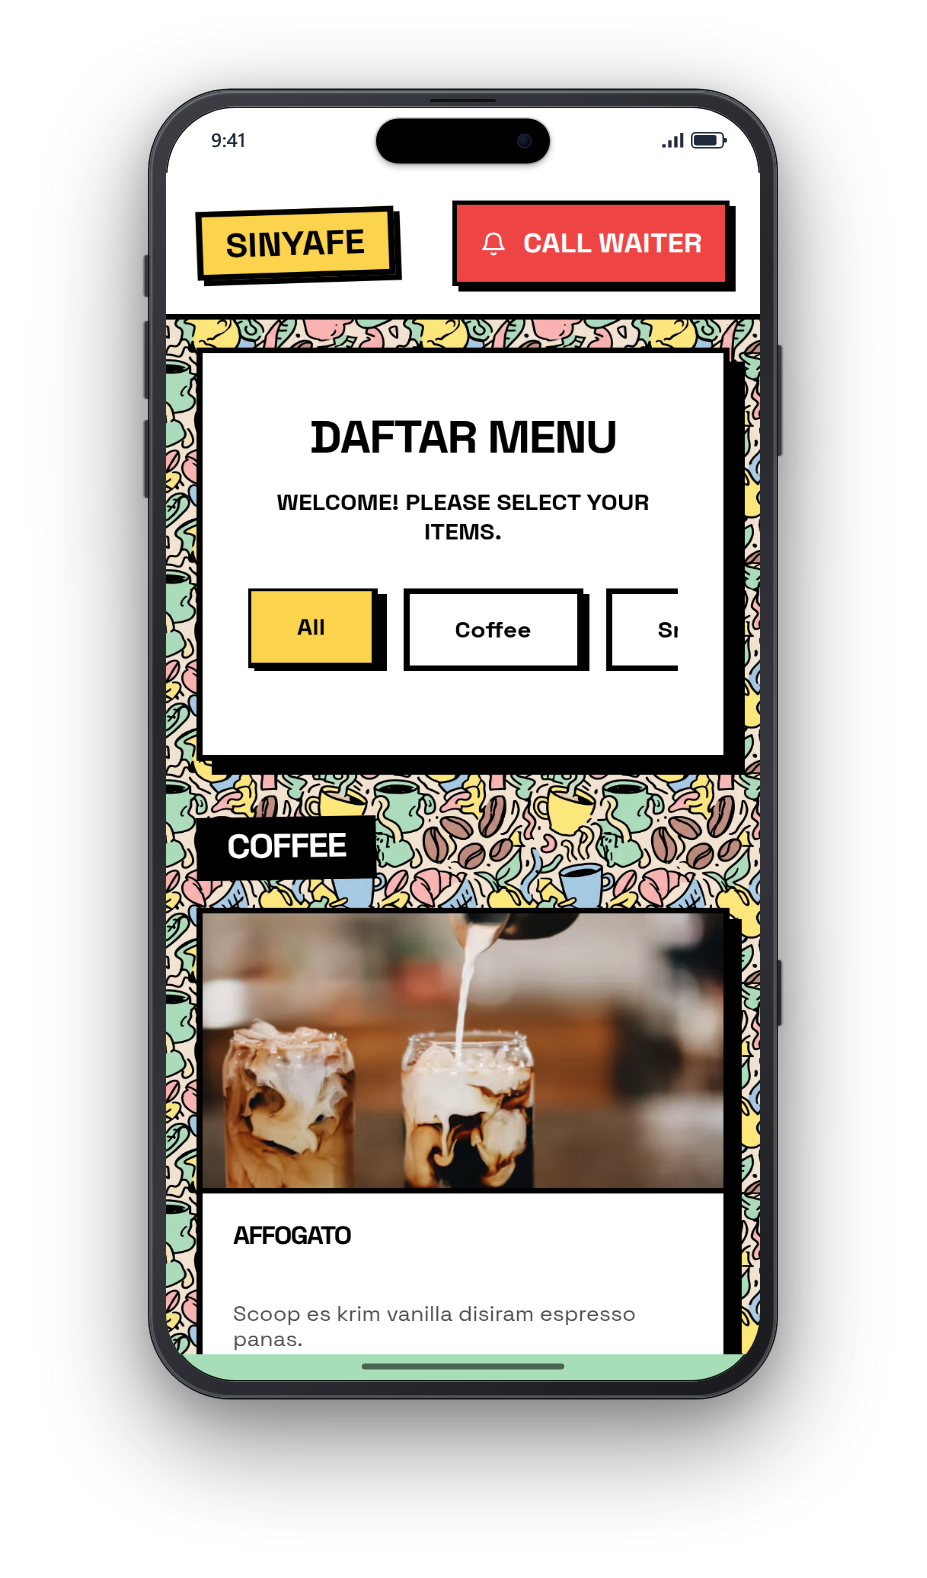 9:41
SINYAFE
CALL WAITER
DAFTAR MENU
WELCOME! PLEASE SELECT YOUR
ITEMS.
All
Coffee
COFFEE
AFFOGATO
Scoop es krim vanilla disiram espresso
panas.